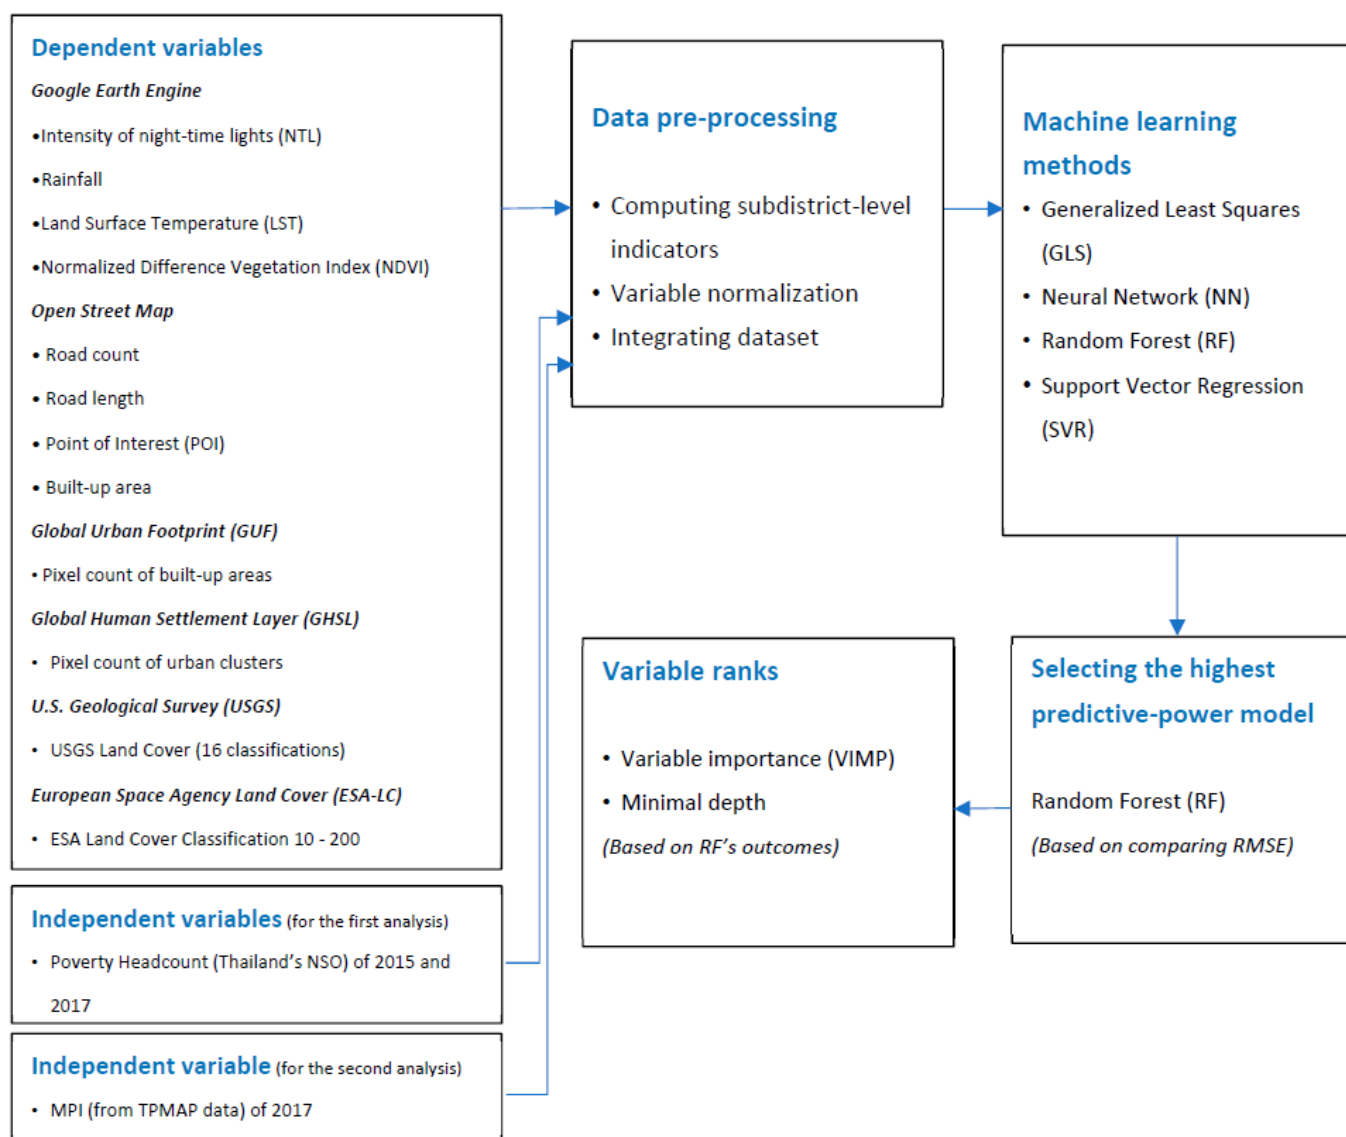 Dependent variables
Google Earth Engine
•Intensity of night-time lights (NTL)
•Rainfall
•Land Surface Temperature (LST)
•Normalized Difference Vegetation Index (NDVI)
Open Street Map
• Road count
• Road length
• Point of Interest (POI)
• Built-up area
Global Urban Footprint (GUF)
• Pixel count of built-up areas
Global Human Settlement Layer (GHSL)
• Pixel count of urban clusters
U.S. Geological Survey (USGS)
• USGS Land Cover (16 classifications)
European Space Agency Land Cover (ESA-LC)
• ESA Land Cover Classification 10 - 200
Independent variables (for the first analysis)
• Poverty Headcount (Thailand's NSO) of 2015 and
2017
Independent variable (for the second analysis)
• MPI (from TPMAP data) of 2017
Data pre-processing
• Computing subdistrict-level
indicators
• Variable normalization
• Integrating dataset
Machine learning
methods
• Generalized Least Squares
(GLS)
• Neural Network (NN)
• Random Forest (RF)
• Support Vector Regression
(SVR)
Selecting the highest
predictive-power model
Random Forest (RF)
(Based on comparing RMSE)
Variable ranks
• Variable importance (VIMP)
• Minimal depth
(Based on RF's outcomes)